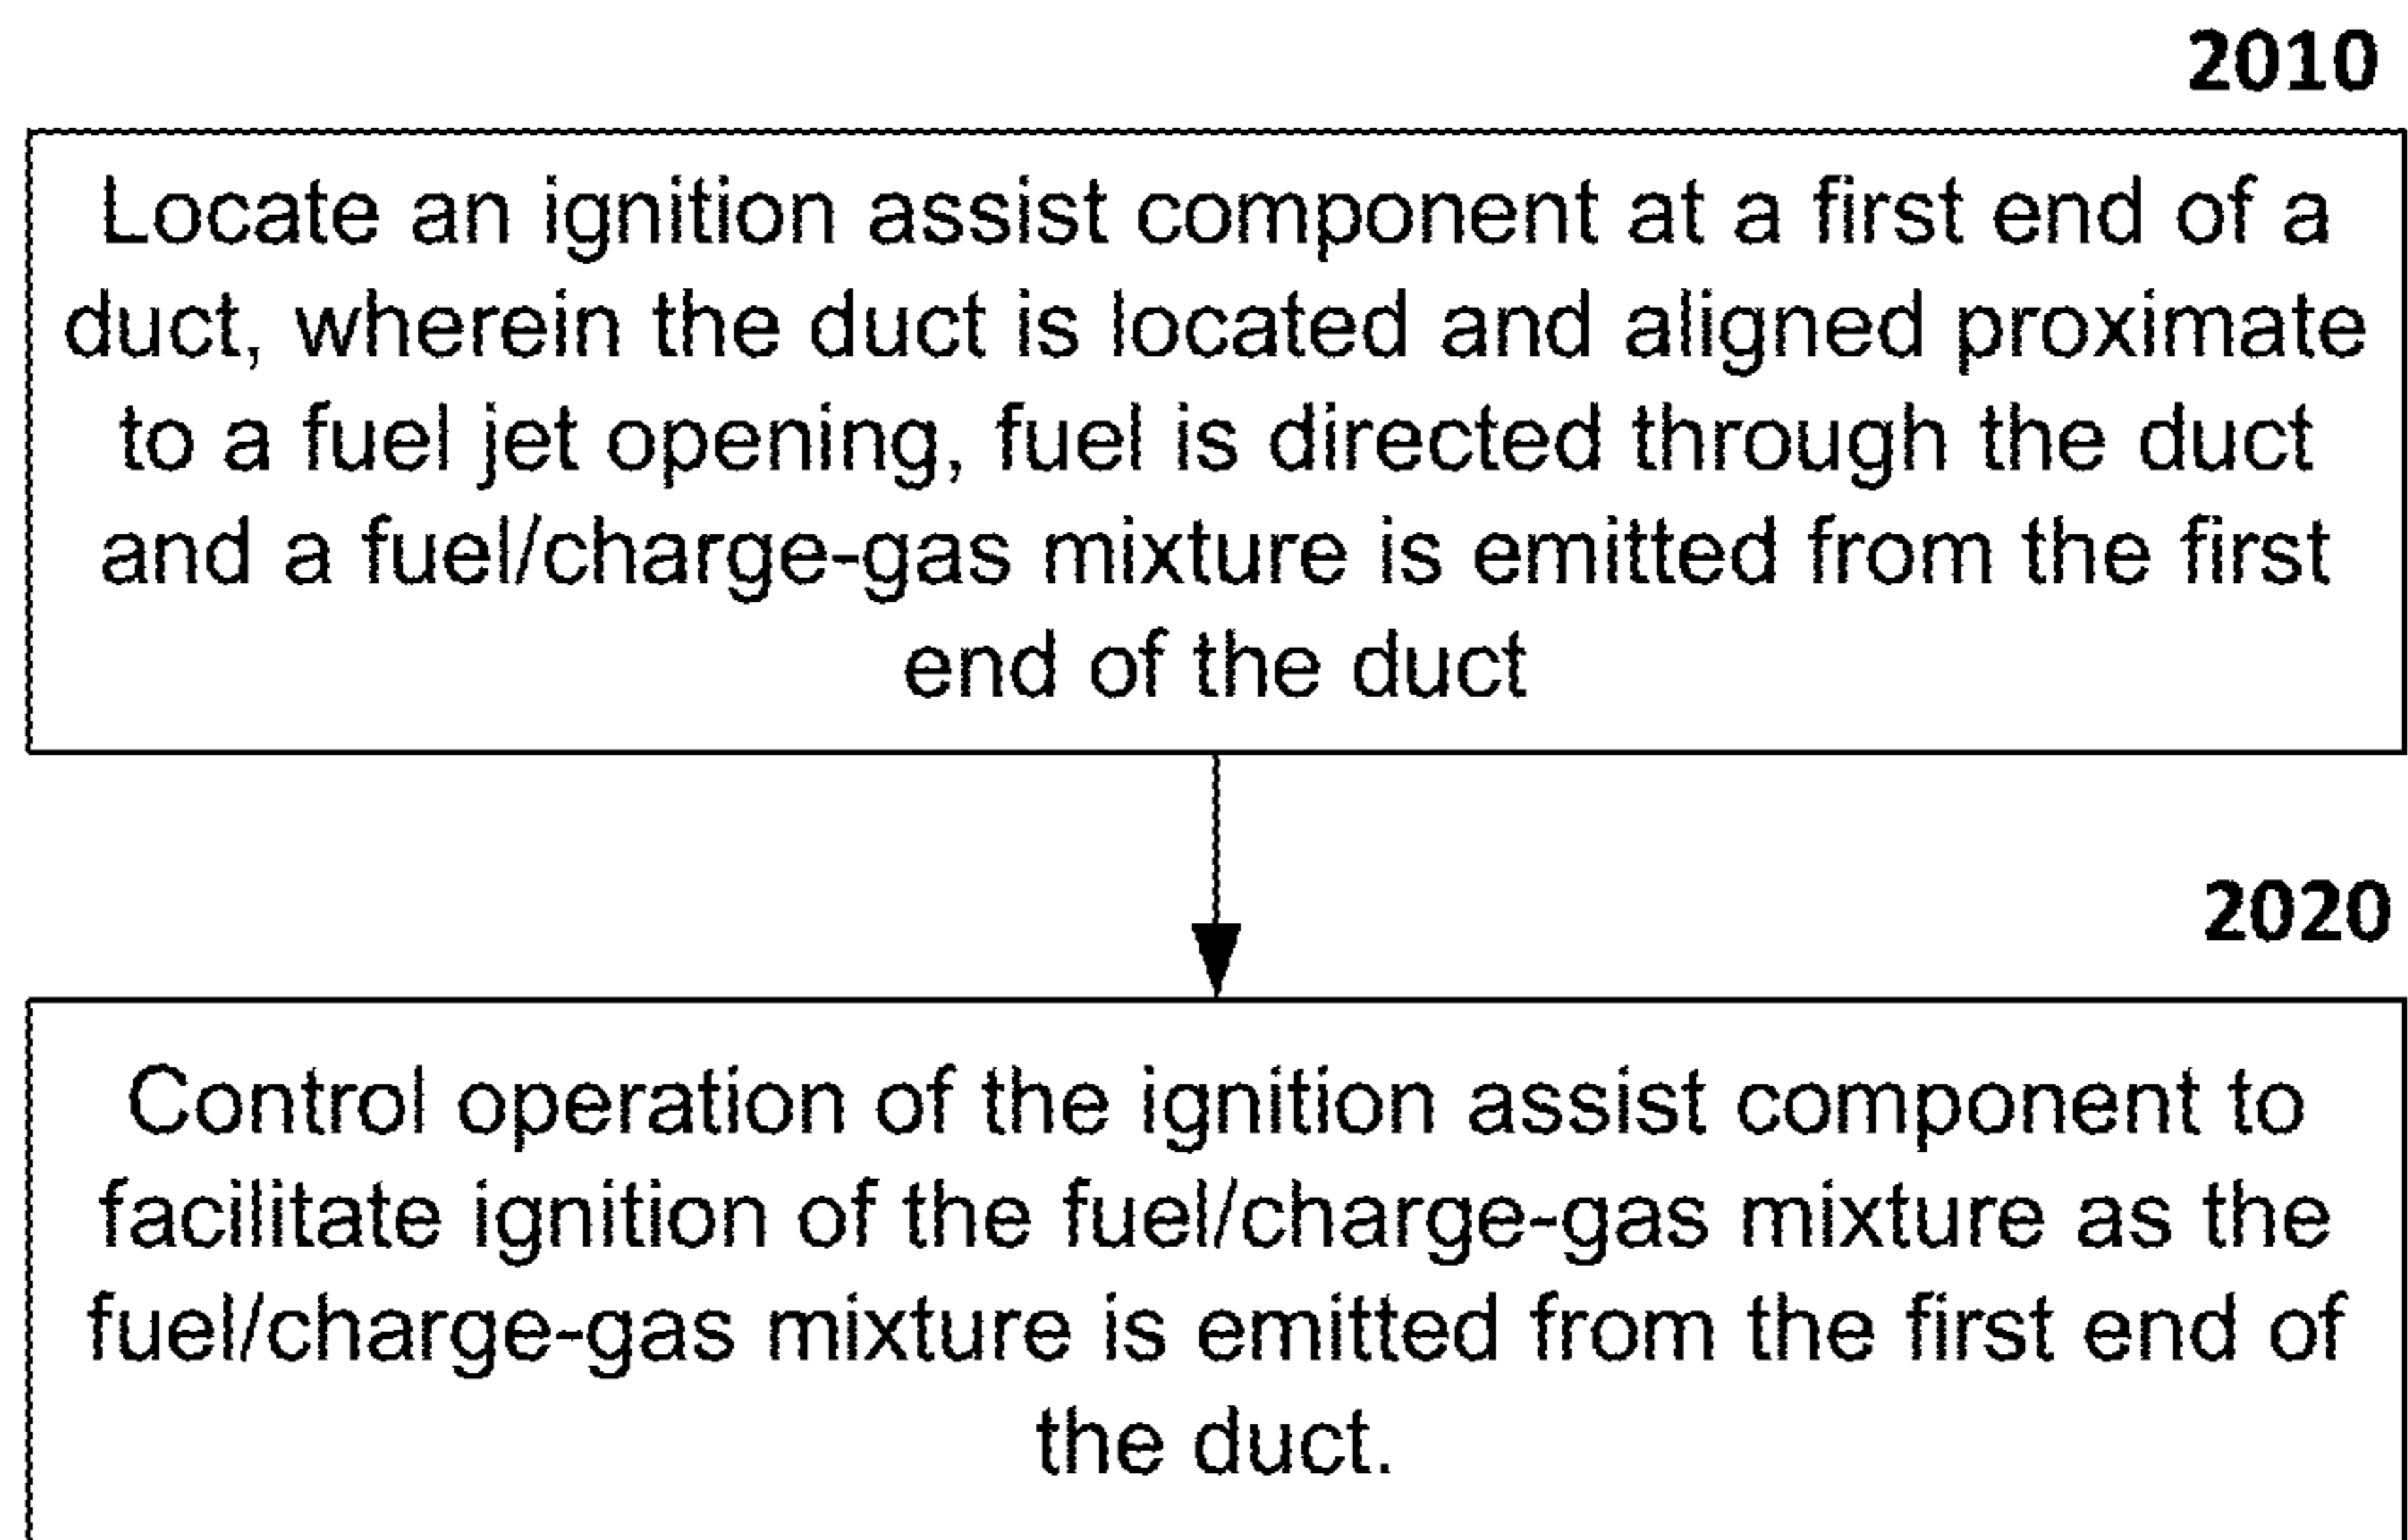 2010
Locate an ignition assist component at a first end of a
duct, wherein the duct is located and aligned proximate
to a fuel jet opening, fuel is directed through the duct
and a fuel/charge-gas mixture is emitted from the first
end of the duct
2020
Control operation of the ignition assist component to
facilitate ignition of the fuel/charge-gas mixture as the
fuel/charge-gas mixture is emitted from the first end of
the duct.